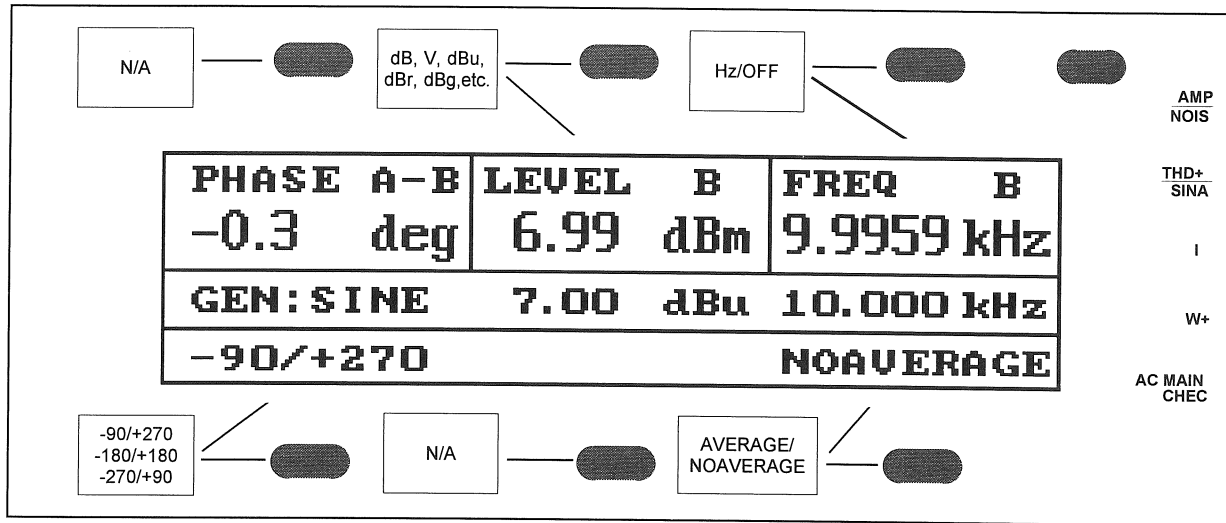 N/A
dB, V, dBu,
dBr, dBg,etc.
Hz/OFF
AMP
NOIS
PHASE A-B LEVEL B FREQ B
-0.3 deg 6.99 dBm 9.9959 kHz
THD+
SINA
I
GEN:SINE 7.00 dBu 10.000 kHz
W+
-90/+270 NOAVERAGE
AC MAIN
CHEC
-90/+270
-180/+180
-270/+90
N/A
AVERAGE/
NOAVERAGE